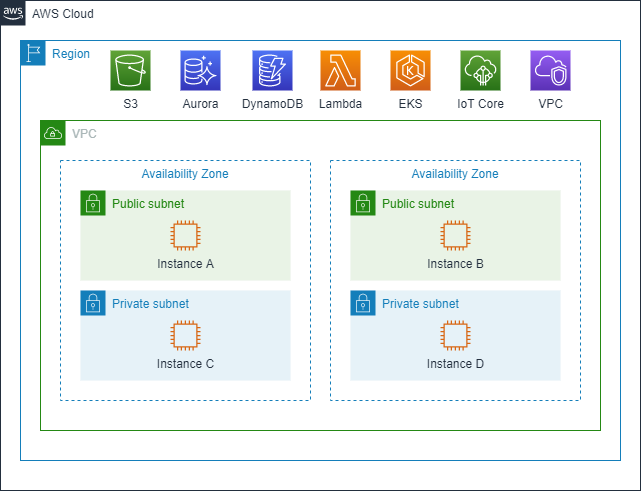 aws
AWS Cloud
Region
S3
Aurora
DynamoDB
Lambda
EKS
IoT Core
VPC
VPC
Availability Zone
Public subnet
Instance A
Private subnet
Instance C
Availability Zone
Public subnet
Instance B
Private subnet
Instance D